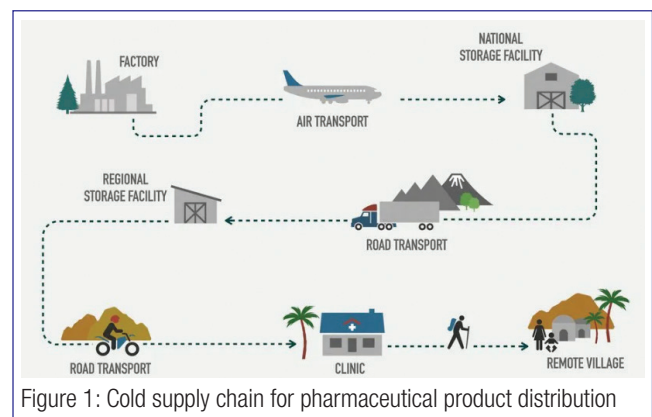 FACTORY
AIR TRANSPORT
NATIONAL
STORAGE FACILITY
REGIONAL
STORAGE FACILITY
ROAD TRANSPORT
ROAD TRANSPORT
CLINIC
REMOTE VILLAGE
Figure 1: Cold supply chain for pharmaceutical product distribution